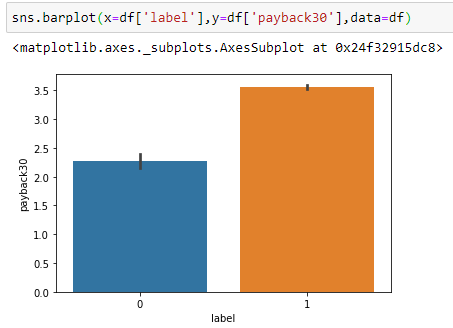 sns.barplot(x=df['label'],y=df['payback30'],data=df)
<matplotlib.axes._subplots.AxesSubplot at 0x24f32915dc8>
3.5
3.0
2.5
2.0
1.5
1.0
0.5
0.0
payback30
0 1
label